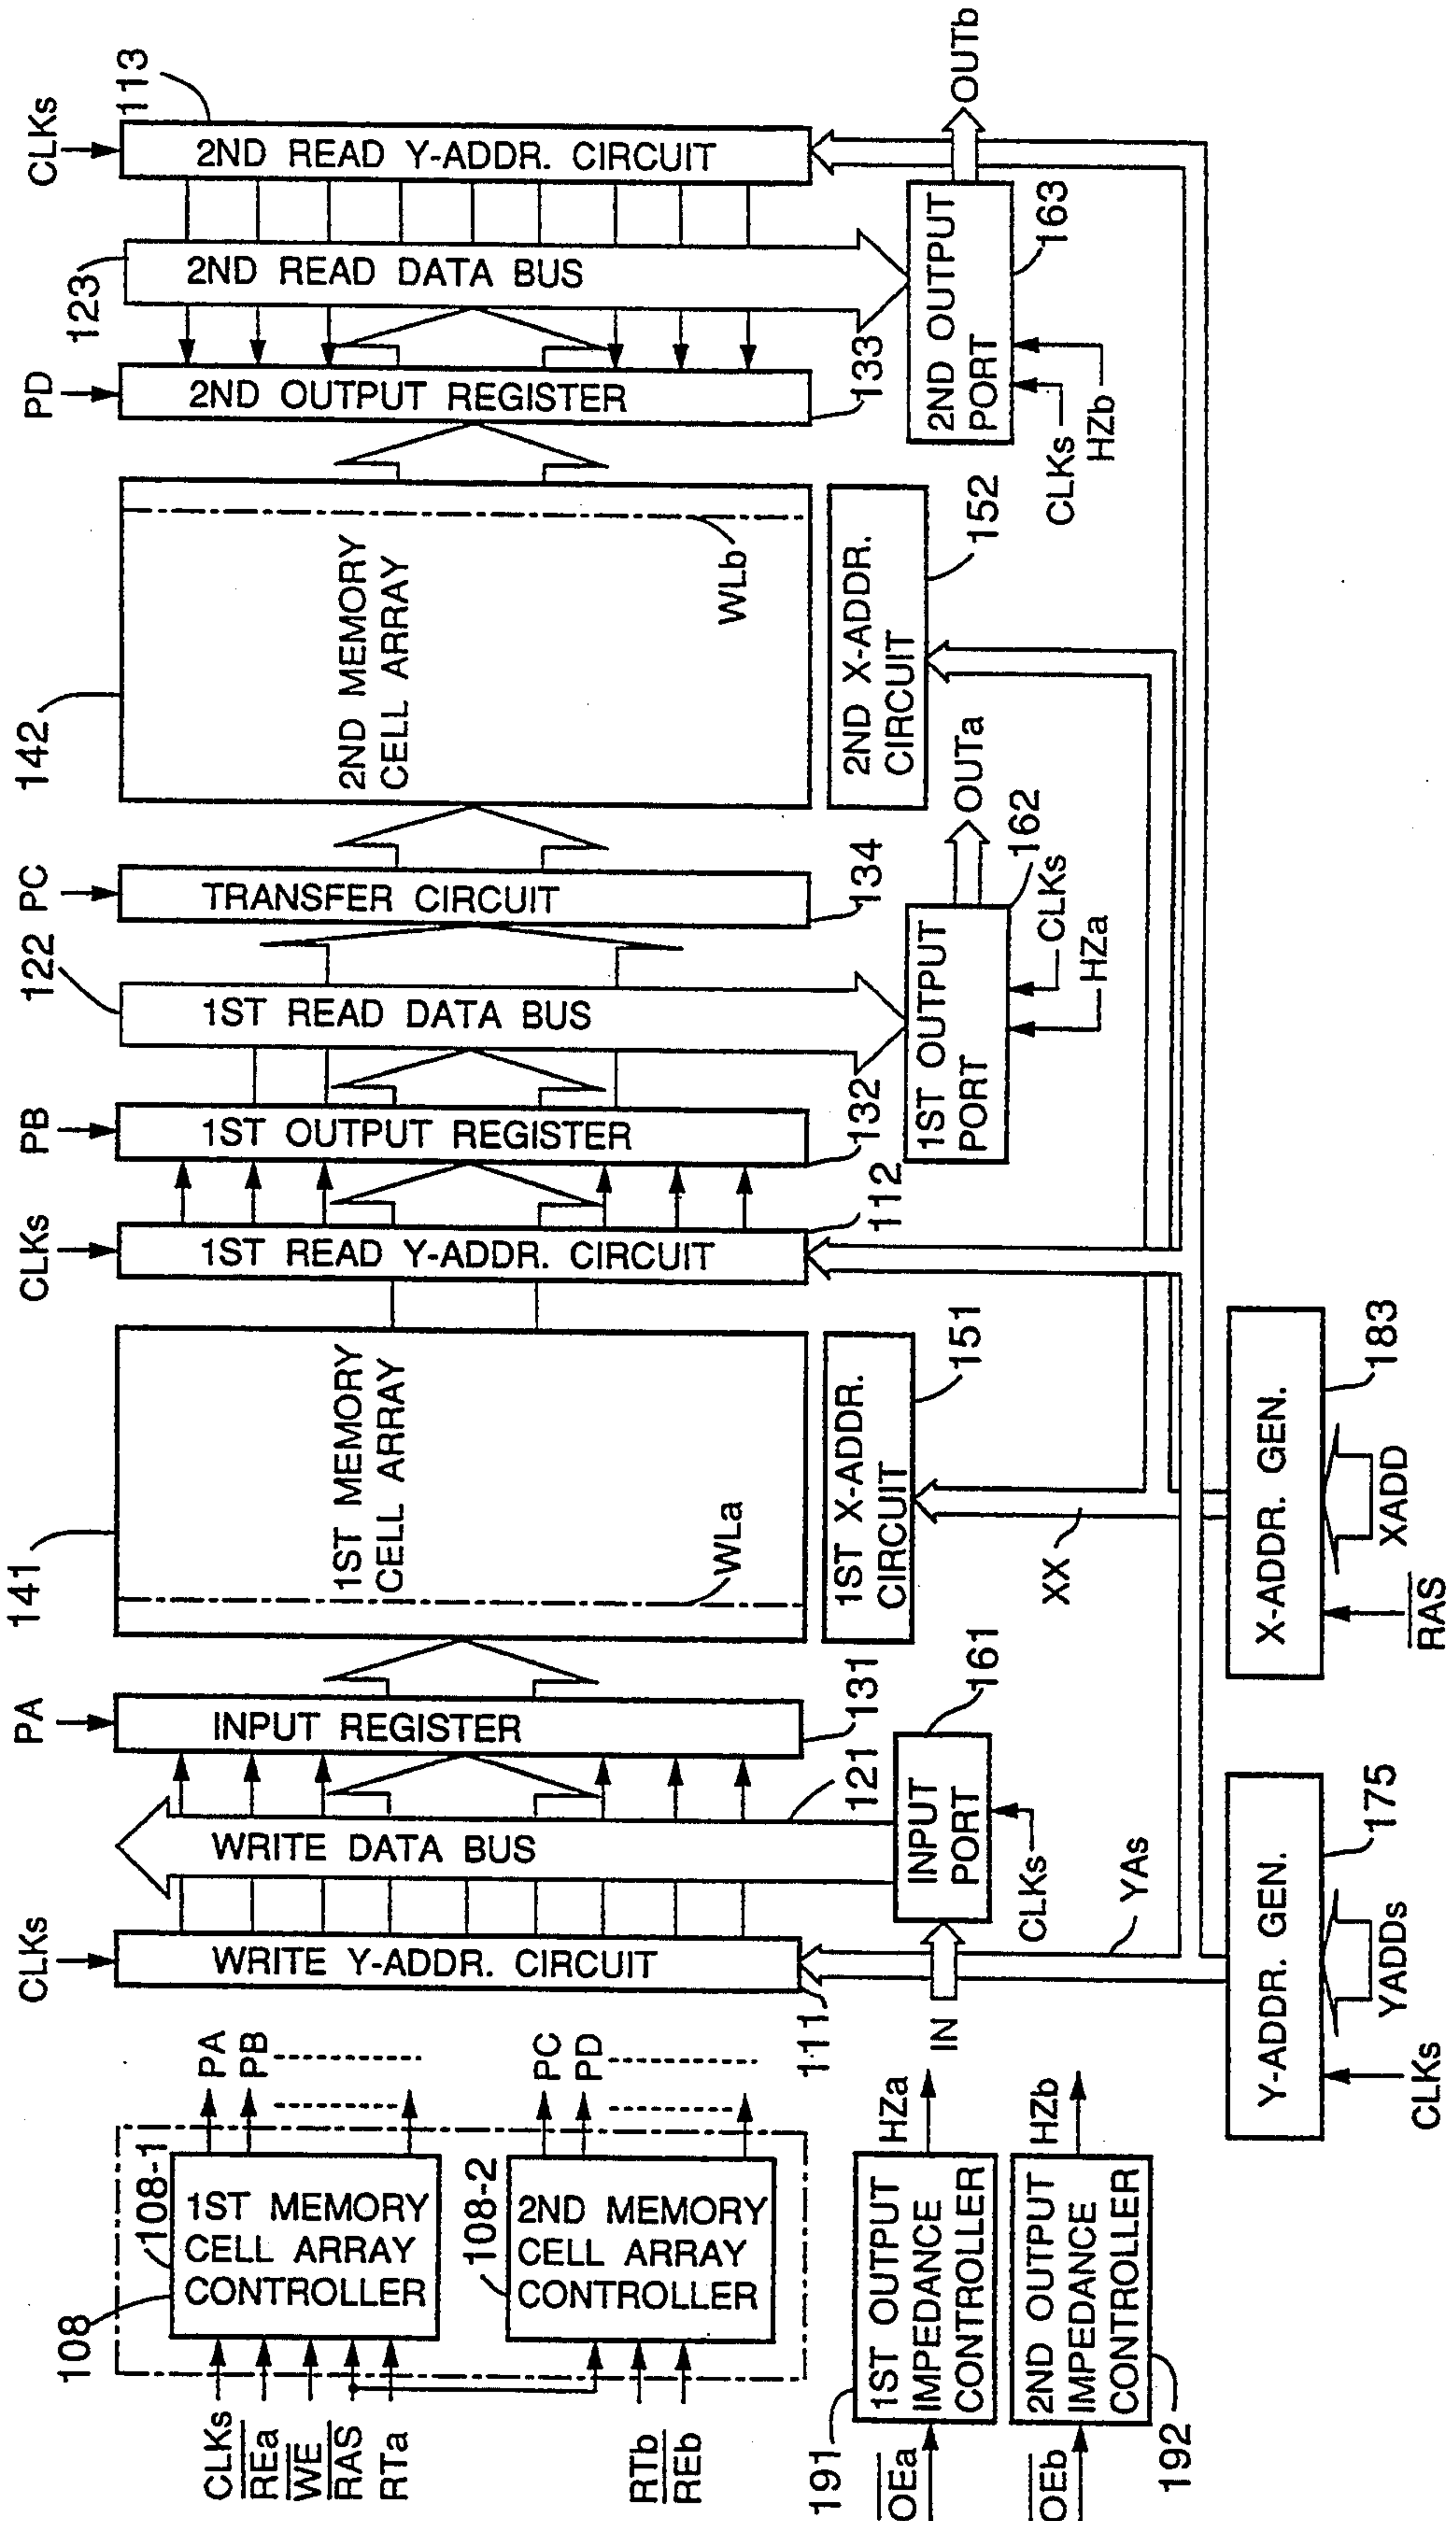 CLKs
REa
WE
RAS
RTa
RTb
REb
108
108-1
1ST MEMORY
CELL ARRAY
CONTROLLER
108-2
2ND MEMORY
CELL ARRAY
CONTROLLER
PA
PB
PC
PD
191
OEa
1ST OUTPUT
IMPEDANCE
CONTROLLER
HZa
OEb
2ND OUTPUT
IMPEDANCE
CONTROLLER
HZb
192
CLKs
WRITE Y-ADDR. CIRCUIT
111
WRITE DATA BUS
121
PA
INPUT REGISTER
131
IN
INPUT
PORT
161
CLKs
YAs
141
1ST MEMORY
CELL ARRAY
WLa
1ST X-ADDR.
CIRCUIT
151
XX
CLKs
1ST READ Y-ADDR. CIRCUIT
112
PB
1ST OUTPUT REGISTER
132
122
1ST READ DATA BUS
1ST OUTPUT
PORT
162
OUTa
HZa
CLKs
PC
TRANSFER CIRCUIT
134
142
2ND MEMORY
CELL ARRAY
WLb
2ND X-ADDR.
CIRCUIT
152
PD
2ND OUTPUT REGISTER
133
123
2ND READ DATA BUS
CLKs
2ND READ Y-ADDR. CIRCUIT
113
2ND OUTPUT
PORT
163
OUTb
CLKs
HZb
Y-ADDR. GEN.
175
CLKs
YADDs
X-ADDR. GEN.
183
RAS
XADD